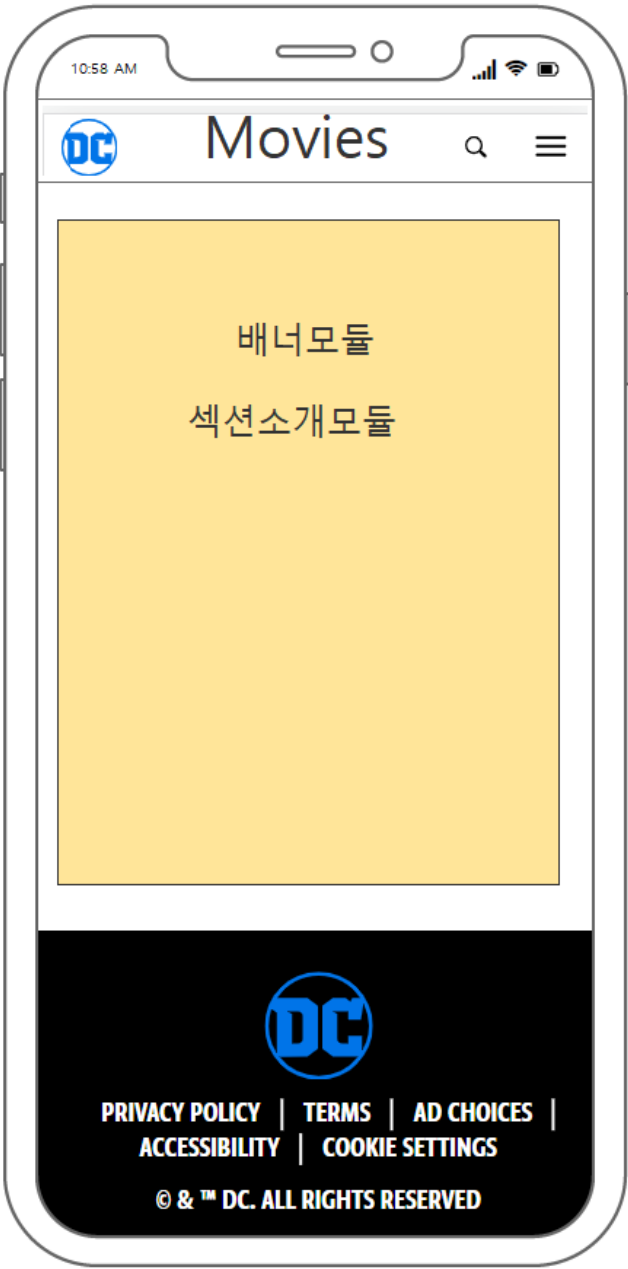 10:58 AM
DC Movies
배너모듈
섹션소개모듈
DC
PRIVACY POLICY | TERMS | AD CHOICES |
ACCESSIBILITY | COOKIE SETTINGS
© & ™ DC. ALL RIGHTS RESERVED